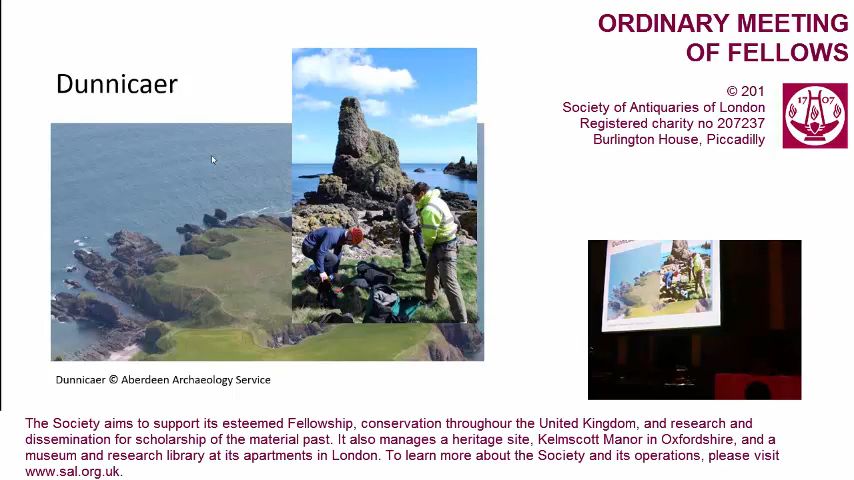 ORDINARY MEETING
OF FELLOWS
© 201
Society of Antiquaries of London
Registered charity no 207237
Burlington House, Piccadilly
17 07
Dunnicaer
Dunnicaer © Aberdeen Archaeology Service
The Society aims to support its esteemed Fellowship, conservation throughour the United Kingdom, and research and
dissemination for scholarship of the material past. It also manages a heritage site, Kelmscott Manor in Oxfordshire, and a
museum and research library at its apartments in London. To learn more about the Society and its operations, please visit
www.sal.org.uk.